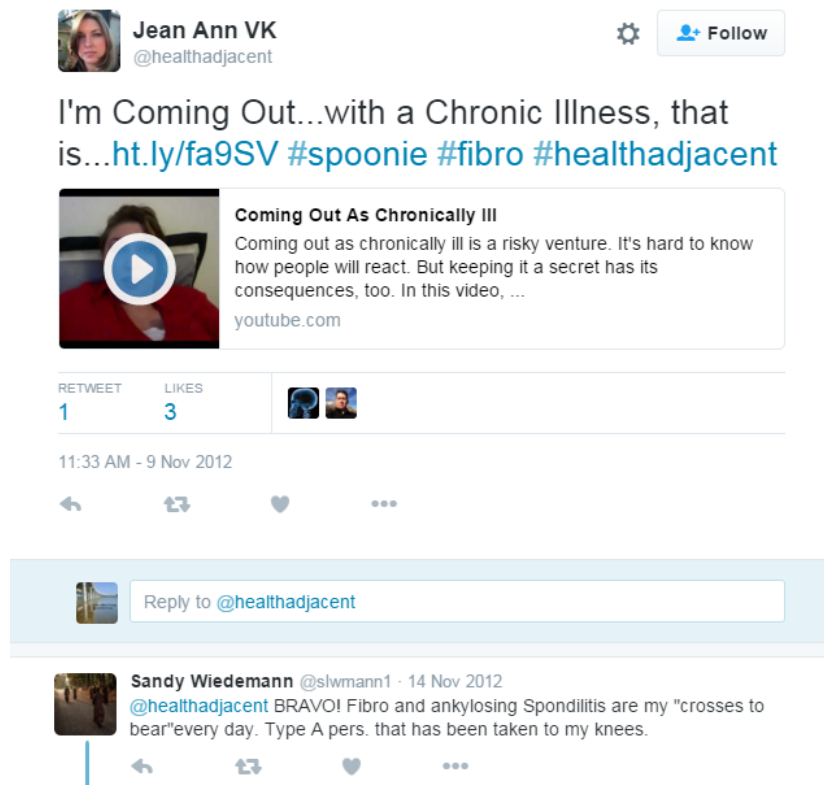 Jean Ann VK
@healthadjacent
Follow
I'm Coming Out...with a Chronic Illness, that
is...ht.ly/fa9SV #spoonie #fibro #healthadjacent
Coming Out As Chronically Ill
Coming out as chronically ill is a risky venture. It's hard to know
how people will react. But keeping it a secret has its
consequences, too. In this video, ...
youtube.com
RETWEET LIKES
1 3
11:33 AM - 9 Nov 2012
Reply to @healthadjacent
Sandy Wiedemann @slwmann1 · 14 Nov 2012
@healthadjacent BRAVO! Fibro and ankylosing Spondilitis are my "crosses to
bear"every day. Type A pers. that has been taken to my knees.